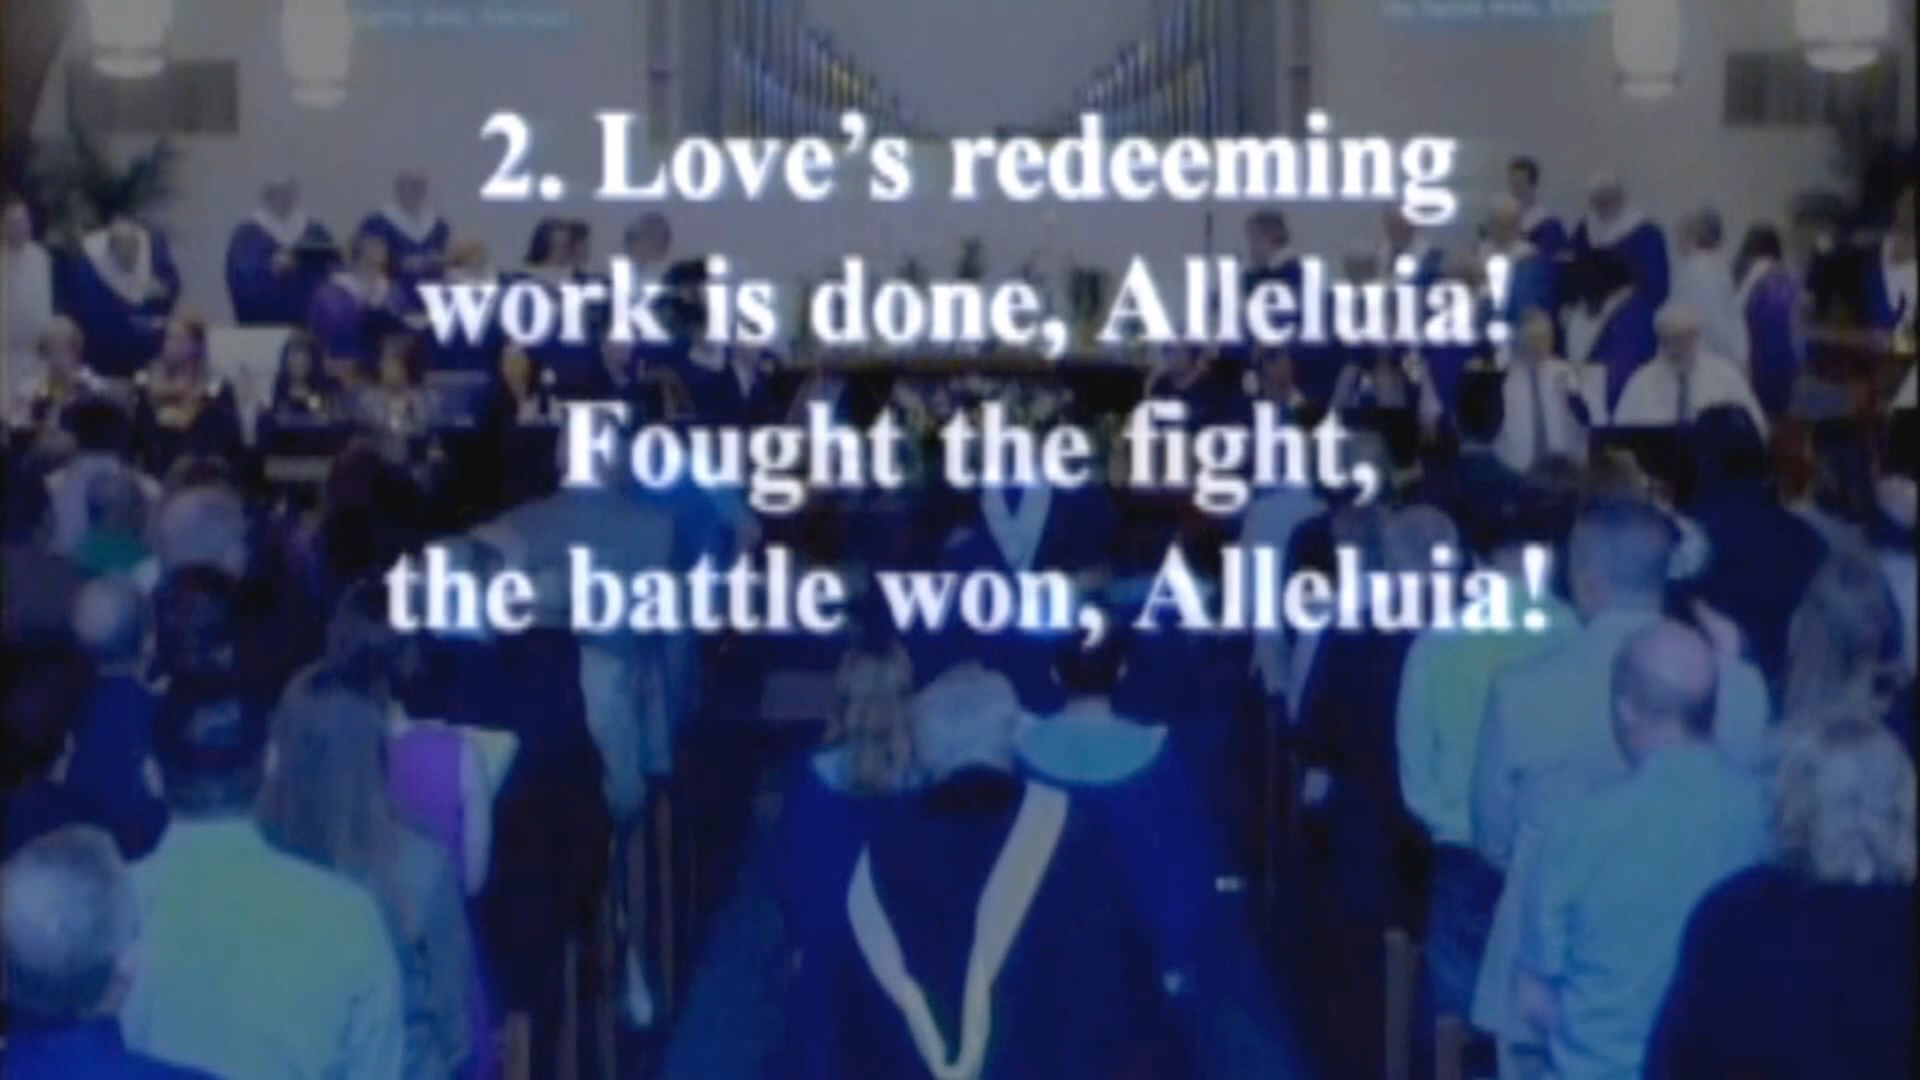 2. Love’s redeeming
work is done, Alleluia!
Fought the fight,
the battle won, Alleluia!